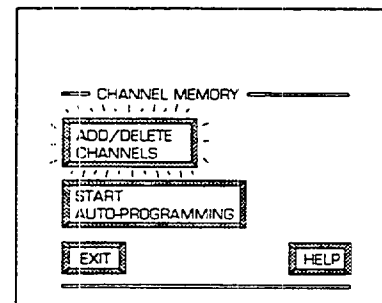 CHANNEL MEMORY
ADD/DELETE
CHANNELS
START
AUTO-PROGRAMMING
EXIT HELP